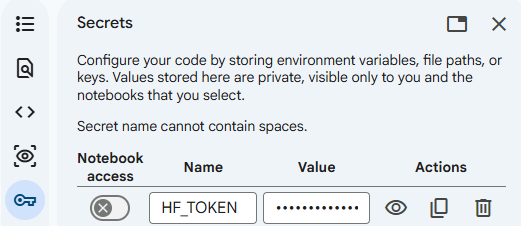 Secrets
Configure your code by storing environment variables, file paths, or
keys. Values stored here are private, visible only to you and the
notebooks that you select.
Secret name cannot contain spaces.
Notebook access Name Value Actions
HF_TOKEN •••••••••••••